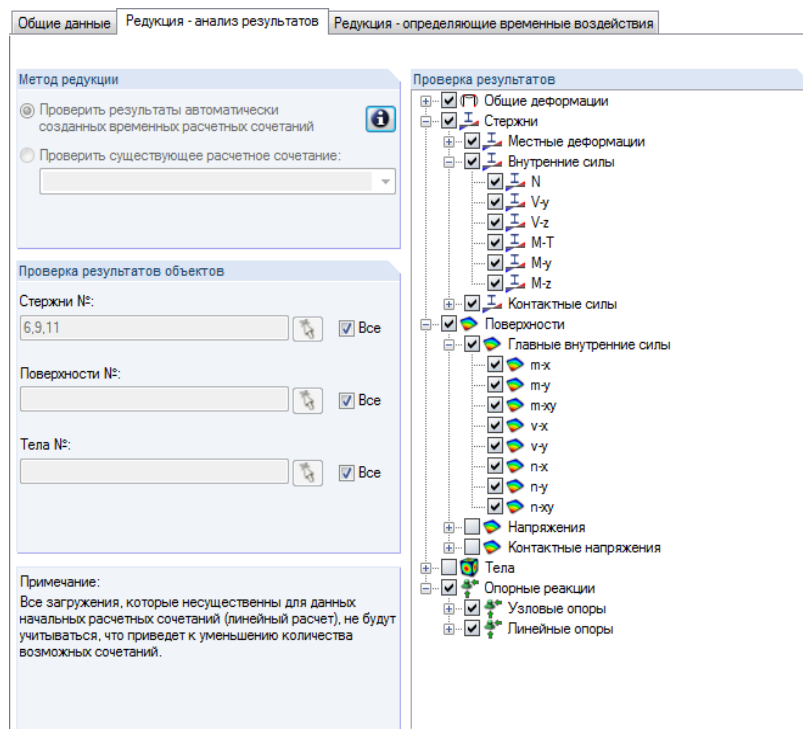 Общие данные
Редукция - анализ результатов
Редукция - определяющие временные воздействия
Метод редукции
Проверить результаты автоматически
созданных временных расчетных сочетаний
Проверить существующее расчетное сочетание:
Проверка результатов объектов
Стержни №:
6,9,11
Все
Поверхности №:
Все
Тела №:
Все
Примечание:
Все загружения, которые несущественны для данных
начальных расчетных сочетаний (линейный расчет), не будут
учитываться, что приведет к уменьшению количества
возможных сочетаний.
Проверка результатов
Общие деформации
Стержни
Местные деформации
Внутренние силы
N
V-y
V-z
M-T
M-y
M-z
Контактные силы
Поверхности
Главные внутренние силы
m-x
m-y
m-xy
v-x
v-y
n-x
n-y
n-xy
Напряжения
Контактные напряжения
Тела
Опорные реакции
Узловые опоры
Линейные опоры